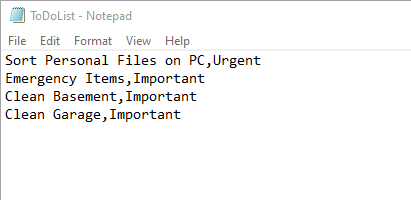 ToDoList - Notepad
File Edit Format View Help
Sort Personal Files on PC,Urgent
Emergency Items,Important
Clean Basement,Important
Clean Garage,Important